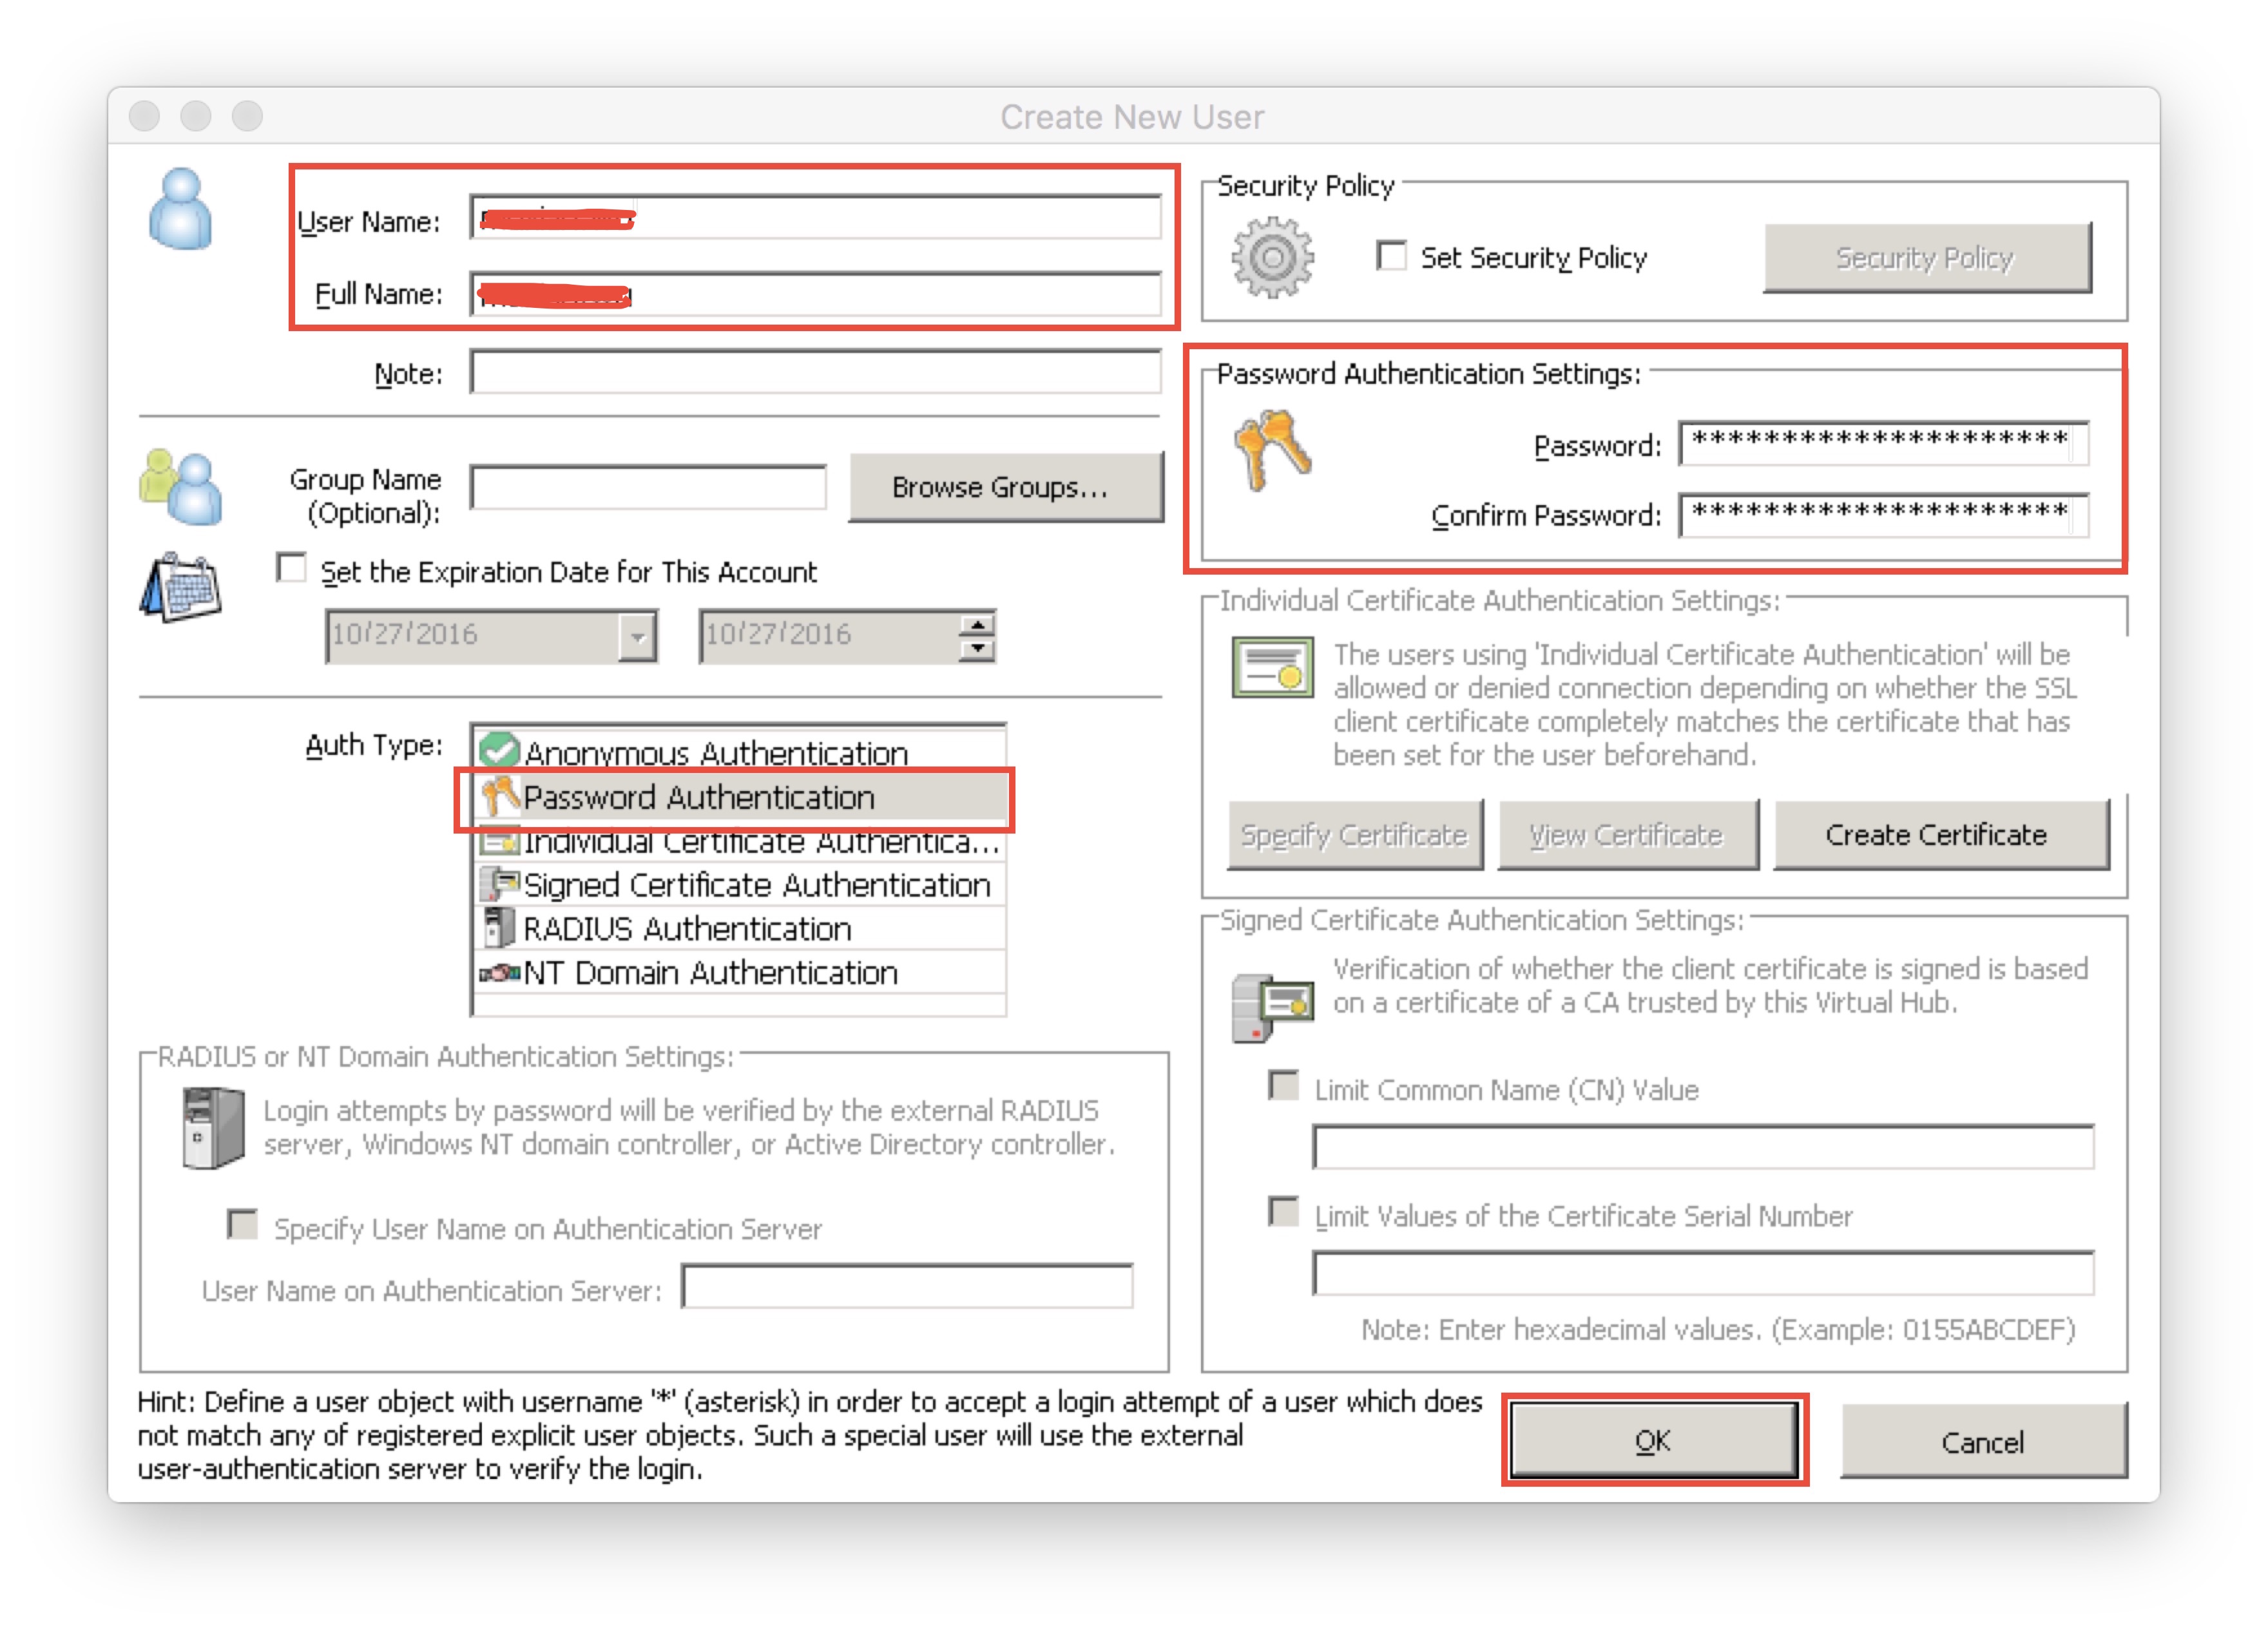 Create New User
User Name:
Full Name:
Note:
Group Name
(Optional):
Browse Groups...
Set the Expiration Date for This Account
10/27/2016
10/27/2016
Auth Type:
Anonymous Authentication
Password Authentication
Individual Certificate Authentica...
Signed Certificate Authentication
RADIUS Authentication
NT Domain Authentication
RADIUS or NT Domain Authentication Settings:
Login attempts by password will be verified by the external RADIUS
server, Windows NT domain controller, or Active Directory controller.
Specify User Name on Authentication Server
User Name on Authentication Server:
Security Policy
Set Security Policy
Security Policy
Password Authentication Settings:
Password: *********************
Confirm Password: *********************
Individual Certificate Authentication Settings:
The users using 'Individual Certificate Authentication' will be
allowed or denied connection depending on whether the SSL
client certificate completely matches the certificate that has
been set for the user beforehand.
Specify Certificate
View Certificate
Create Certificate
Signed Certificate Authentication Settings:
Verification of whether the client certificate is signed is based
on a certificate of a CA trusted by this Virtual Hub.
Limit Common Name (CN) Value
Limit Values of the Certificate Serial Number
Note: Enter hexadecimal values. (Example: 0155ABCDEF)
Hint: Define a user object with username '*' (asterisk) in order to accept a login attempt of a user which does
not match any of registered explicit user objects. Such a special user will use the external
user-authentication server to verify the login.
OK
Cancel